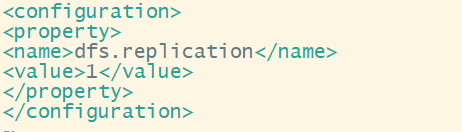 <configuration>
<property>
<name>dfs.replication</name>
<value>1</value>
</property>
</configuration>